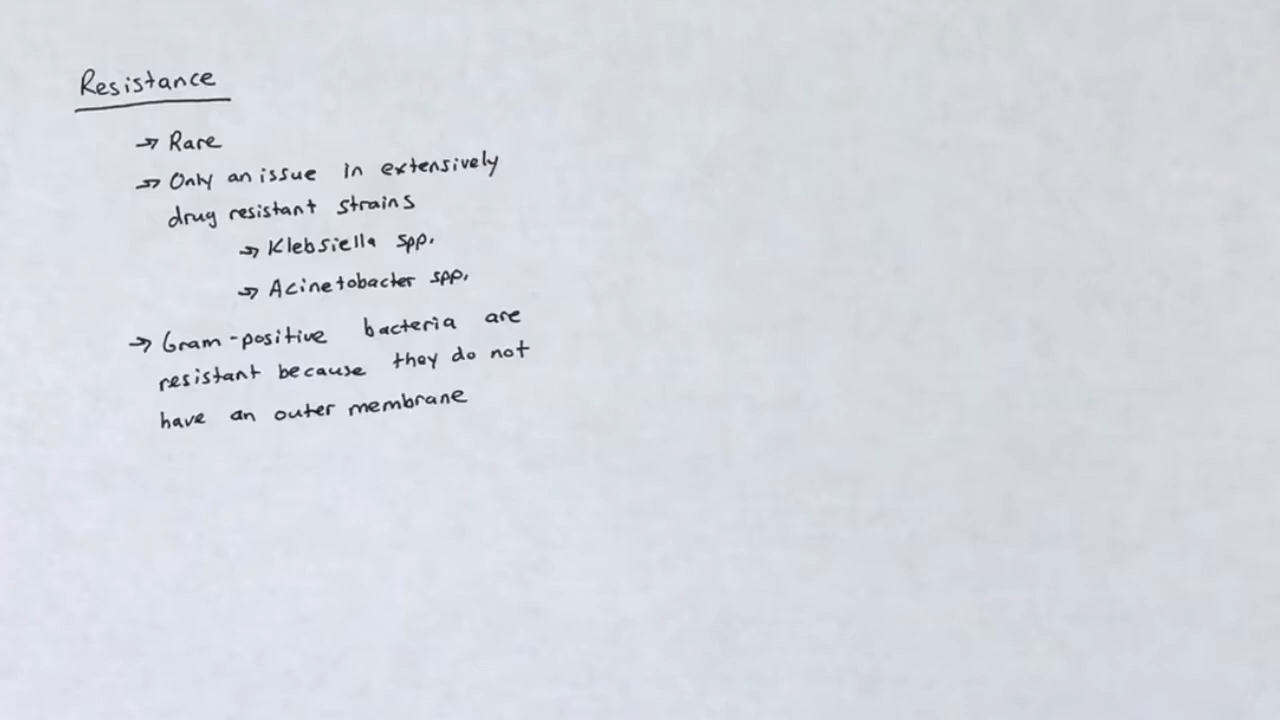 Resistance
→ Rare
→ Only an issue in extensively
drug resistant strains
→ Klebsiella spp.
→ Acinetobacter spp.
→ Gram-positive bacteria are
resistant because they do not
have an outer membrane